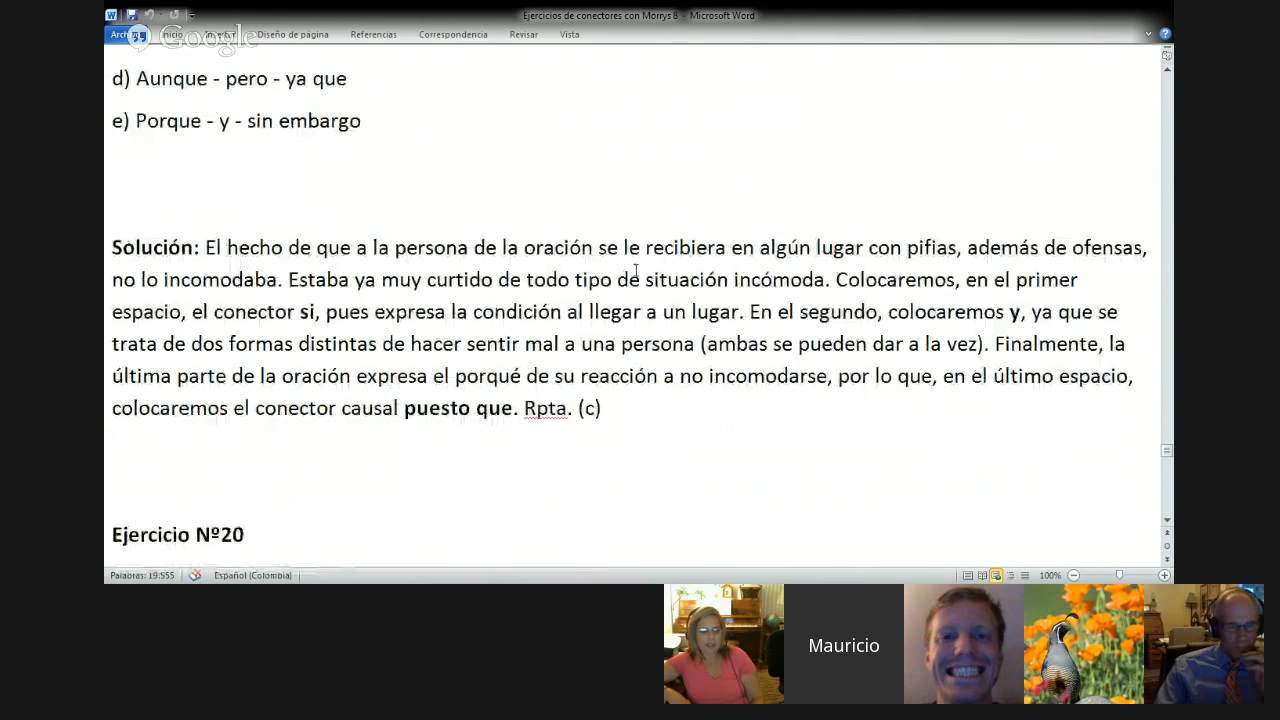 Ejercicios de conectores con Morrys 8 - Microsoft Word
Google
Diseño de página Referencias Correspondencia Revisar Vista
d) Aunque - pero - ya que
e) Porque - y - sin embargo
Solución: El hecho de que a la persona de la oración se le recibiera en algún lugar con pifias, además de ofensas,
no lo incomodaba. Estaba ya muy curtido de todo tipo de situación incómoda. Colocaremos, en el primer
espacio, el conector si, pues expresa la condición al llegar a un lugar. En el segundo, colocaremos y, ya que se
trata de dos formas distintas de hacer sentir mal a una persona (ambas se pueden dar a la vez). Finalmente, la
última parte de la oración expresa el porqué de su reacción a no incomodarse, por lo que, en el último espacio,
colocaremos el conector causal puesto que. Rpta. (c)
Ejercicio Nº20
Palabras: 19.555 Español (Colombia) 100%
Mauricio